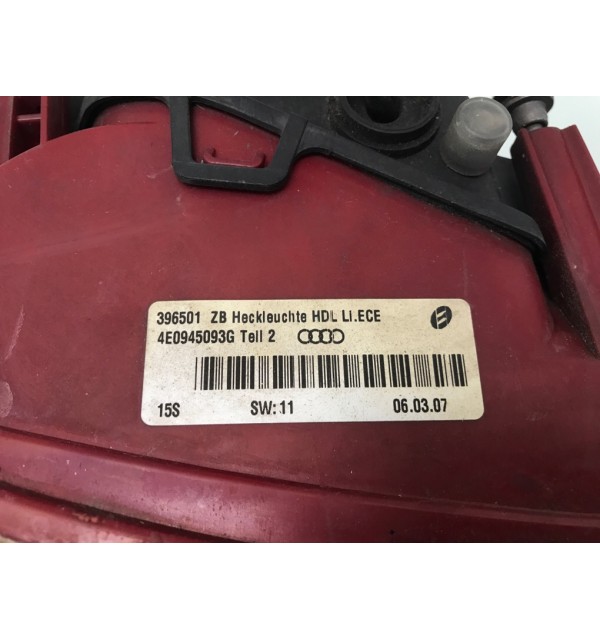 396501 ZB Heckleuchte HDL Li.ECE
4E0945093G Teil 2
15S SW:11 06.03.07